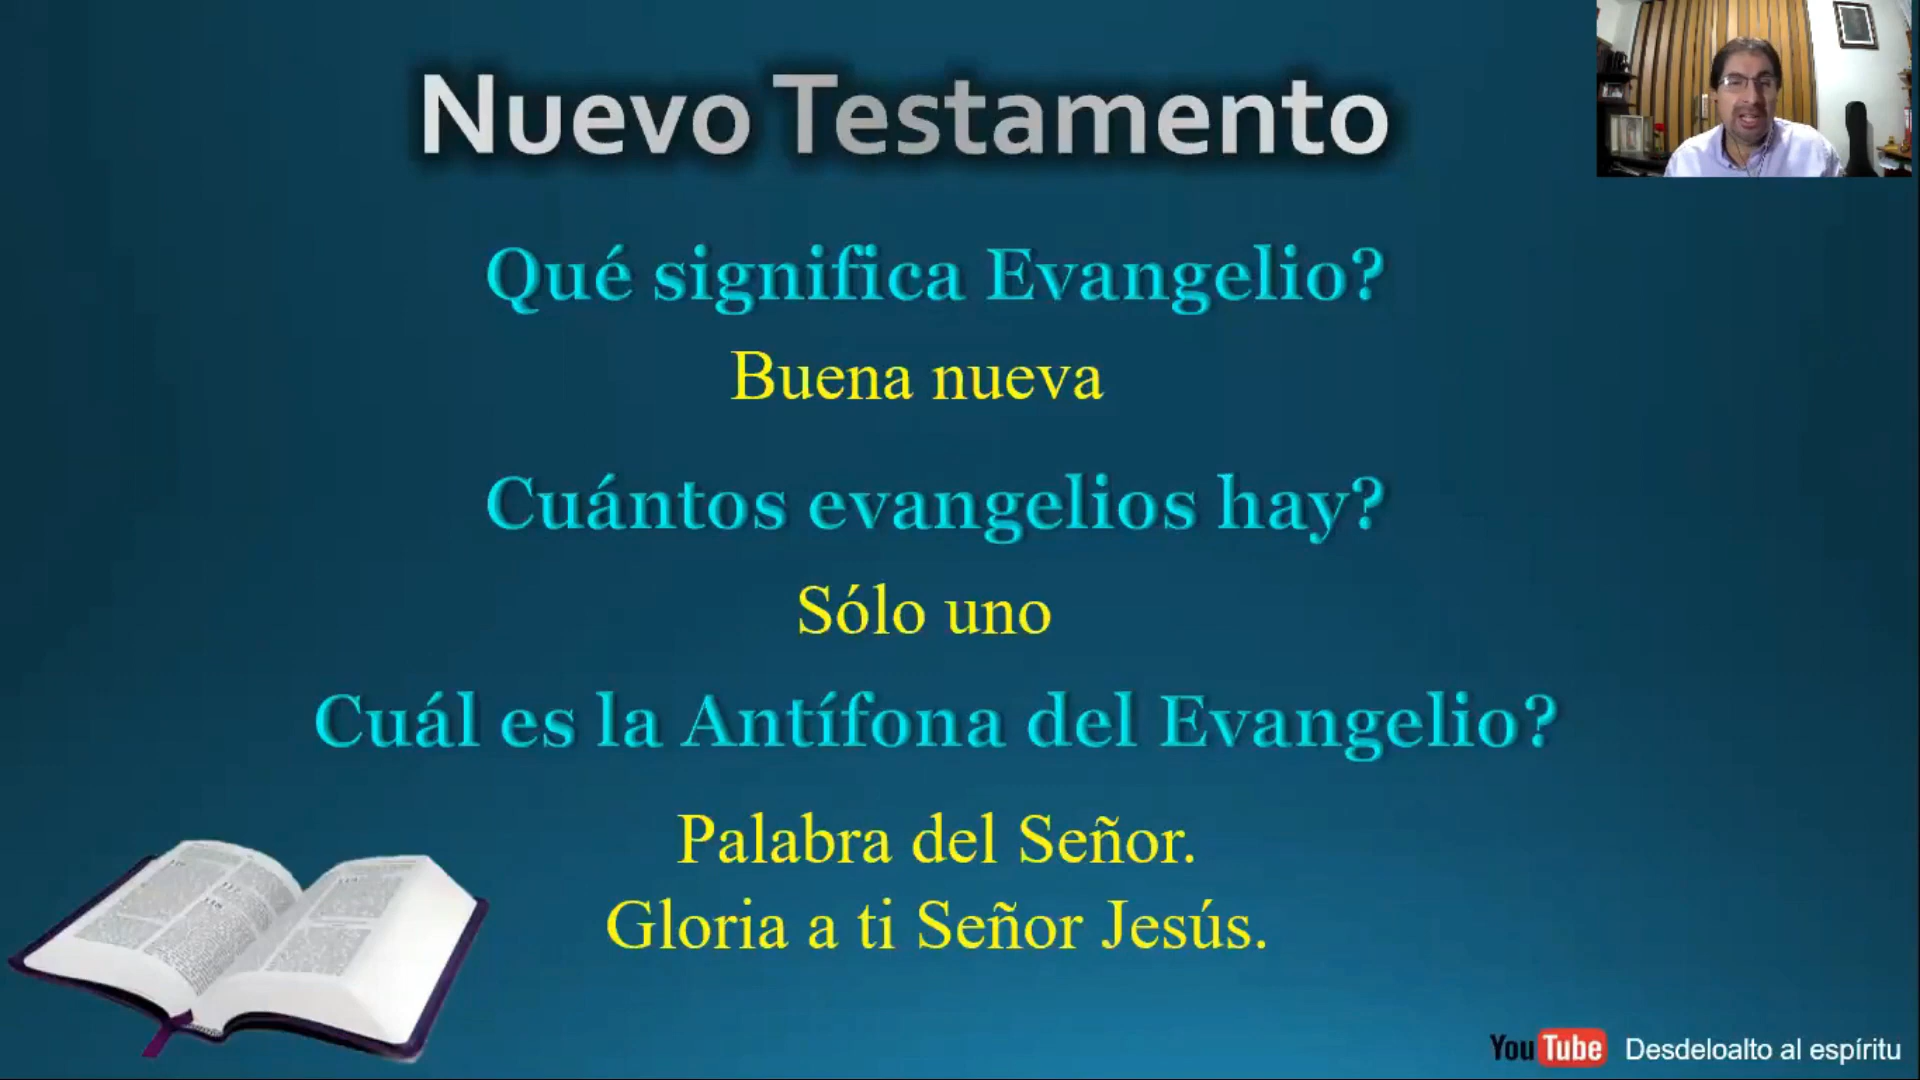 Nuevo Testamento
Qué significa Evangelio?
Buena nueva
Cuántos evangelios hay?
Sólo uno
Cuál es la Antífona del Evangelio?
Palabra del Señor.
Gloria a ti Señor Jesús.
YouTube Desdeloalto al espíritu